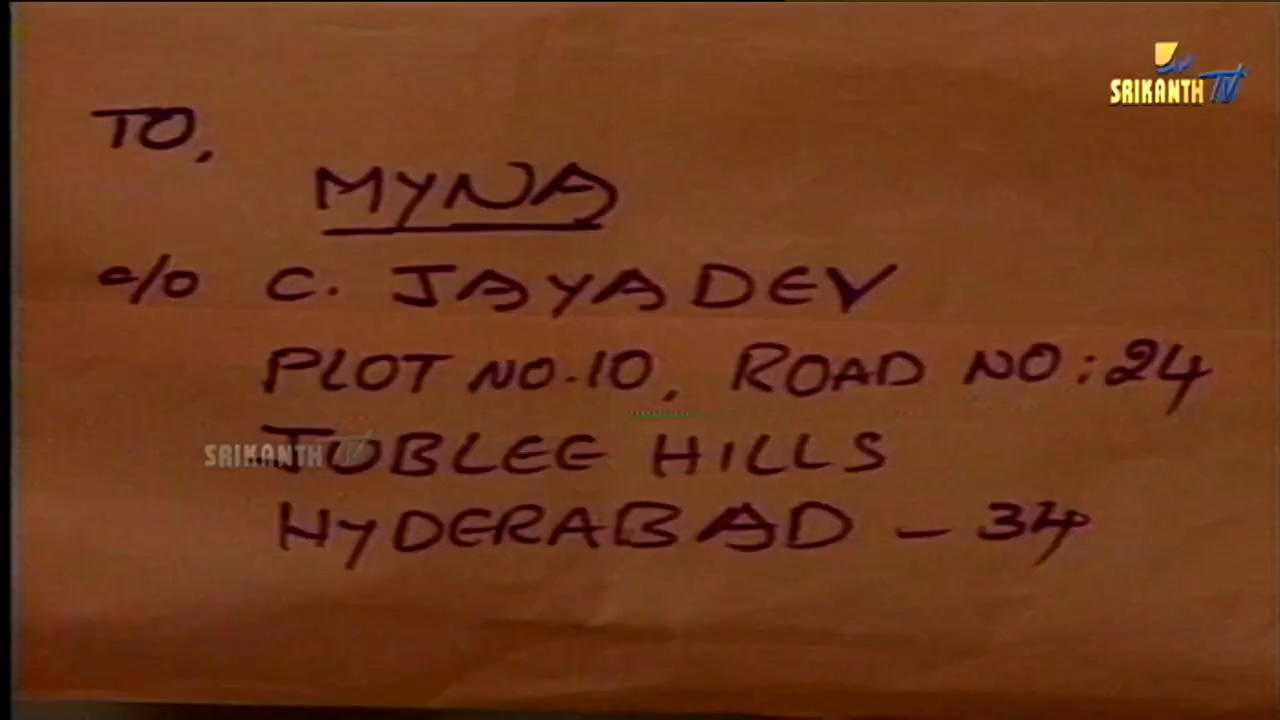 SRIKANTH TV
TO,
MYNA
c/o C. JAYADEV
PLOT NO.10, ROAD NO:24
SRIKANTH TV
JUBLEE HILLS
HYDERABAD - 34